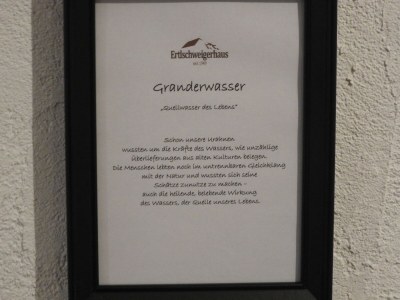 Ertlschweigerhaus
Granderwasser
„Quellwasser des Lebens"
Schon unsere Urahnen
wussten um die Kräfte des Wassers, wie unzählige
Überlieferungen aus alten Kulturen belegen.
Die Menschen lebten noch im untrennbaren Gleichklang
mit der Natur und wussten sich seine
Schätze zunutze zu machen -
auch die heilende, belebende Wirkung
des Wassers, der Quelle unseres Lebens.